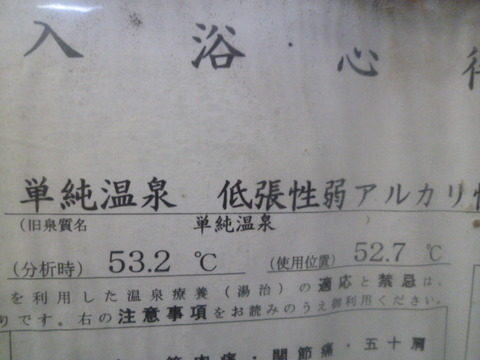 入浴心
単純温泉 低張性弱アルカリ
(旧泉質名 単純温泉 )
(分析時) 53.2 ℃ (使用位置) 52.7 ℃
を利用した温泉療養(湯治)の適応と禁忌は、
りです。右の注意事項をお読みのうえ御利用ください。
関節痛・五十肩